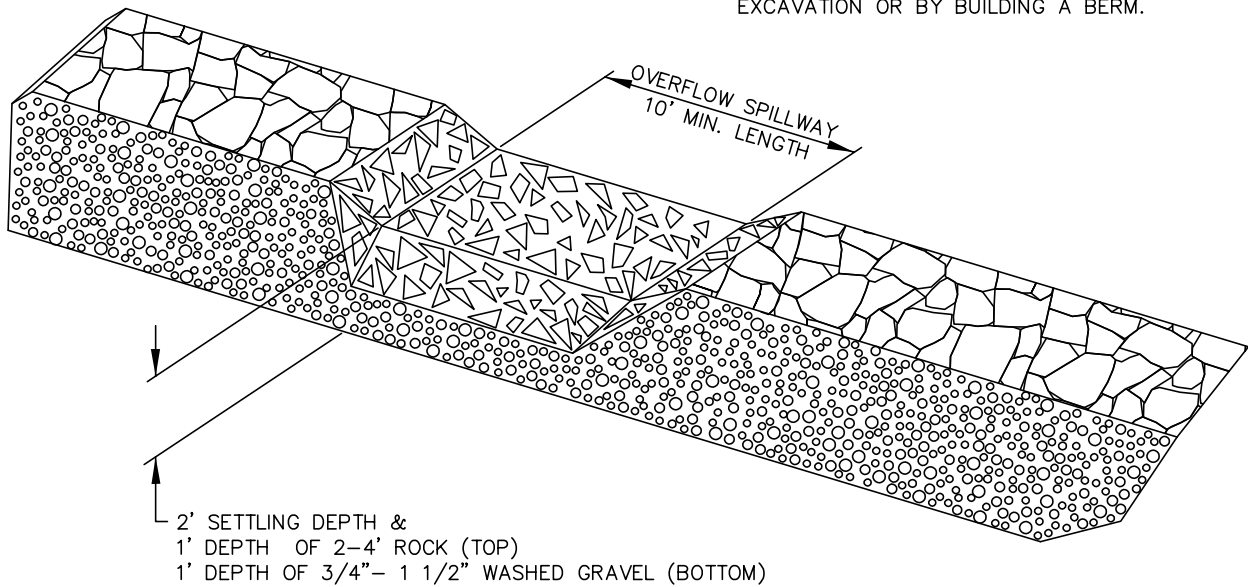 EXCAVATION OR BY BUILDING A BERM.
OVERFLOW SPILLWAY
10' MIN. LENGTH
2' SETTLING DEPTH &
1' DEPTH OF 2-4' ROCK (TOP)
1' DEPTH OF 3/4"- 1 1/2" WASHED GRAVEL (BOTTOM)